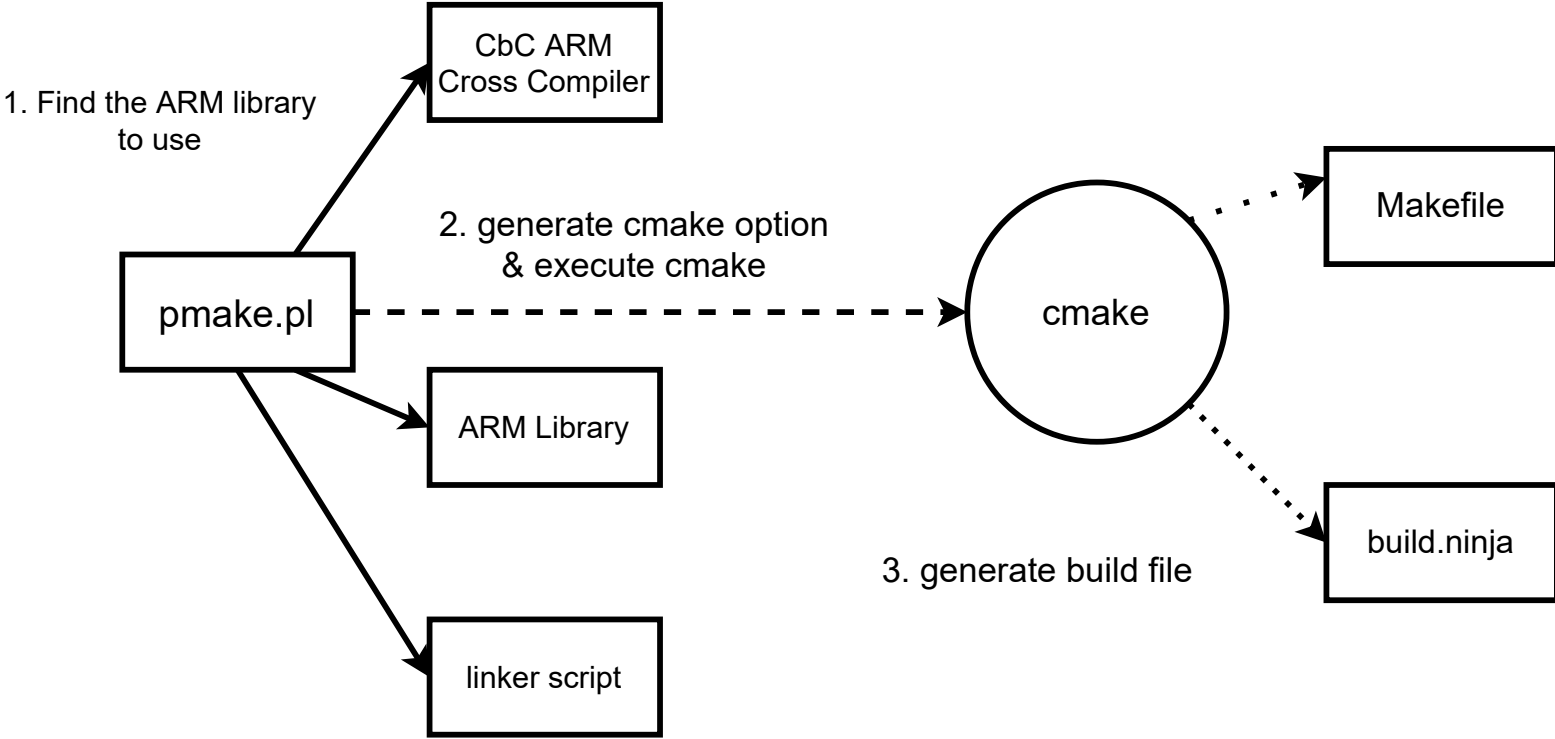 CbC ARM
Cross Compiler
1. Find the ARM library
to use
2. generate cmake option
& execute cmake
pmake.pl
cmake
Makefile
ARM Library
build.ninja
3. generate build file
linker script